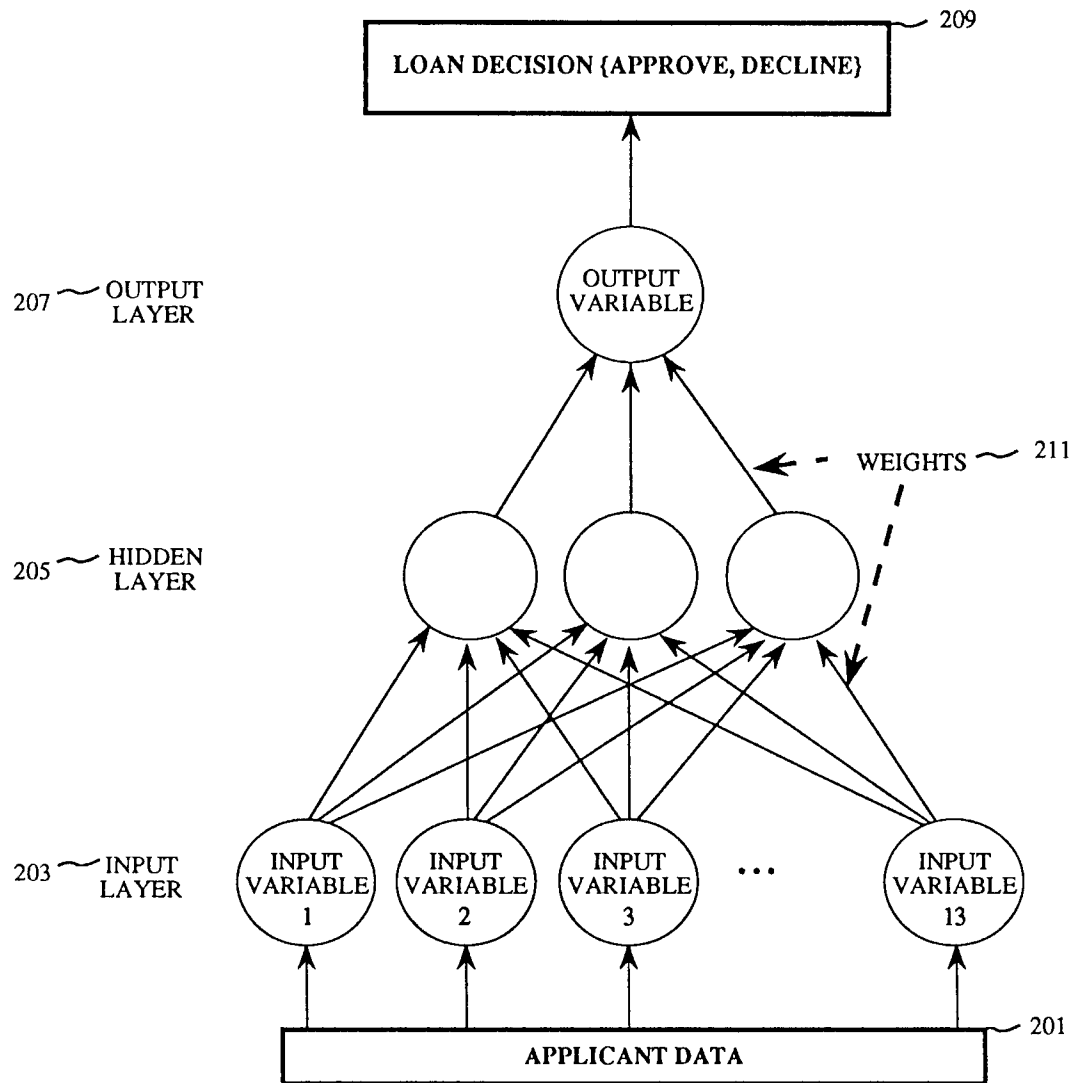 209
LOAN DECISION {APPROVE, DECLINE}
207
OUTPUT
LAYER
OUTPUT
VARIABLE
WEIGHTS
211
205
HIDDEN
LAYER
203
INPUT
LAYER
INPUT
VARIABLE
1
INPUT
VARIABLE
2
INPUT
VARIABLE
3
...
INPUT
VARIABLE
13
201
APPLICANT DATA